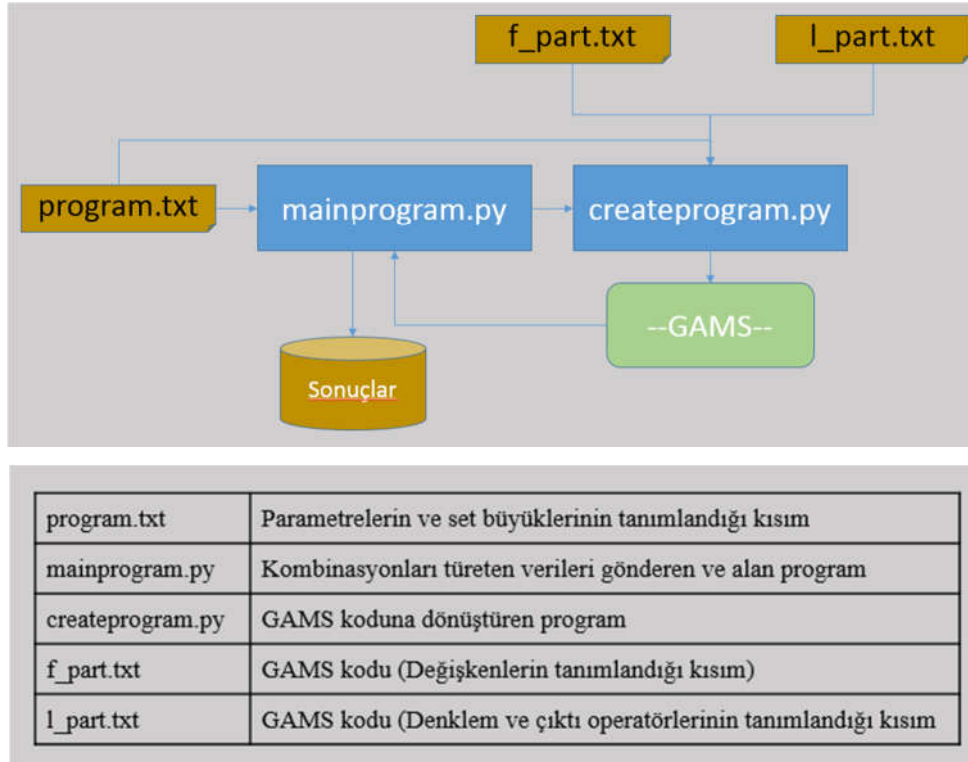 f_part.txt
l_part.txt
program.txt
mainprogram.py
createprogram.py
--GAMS--
Sonuçlar
program.txt Parametrelerin ve set büyüklerinin tanımlandığı kısım
mainprogram.py Kombinasyonları türeten verileri gönderen ve alan program
createprogram.py GAMS koduna dönüştüren program
f_part.txt GAMS kodu (Değişkenlerin tanımlandığı kısım)
l_part.txt GAMS kodu (Denklem ve çıktı operatörlerinin tanımlandığı kısım